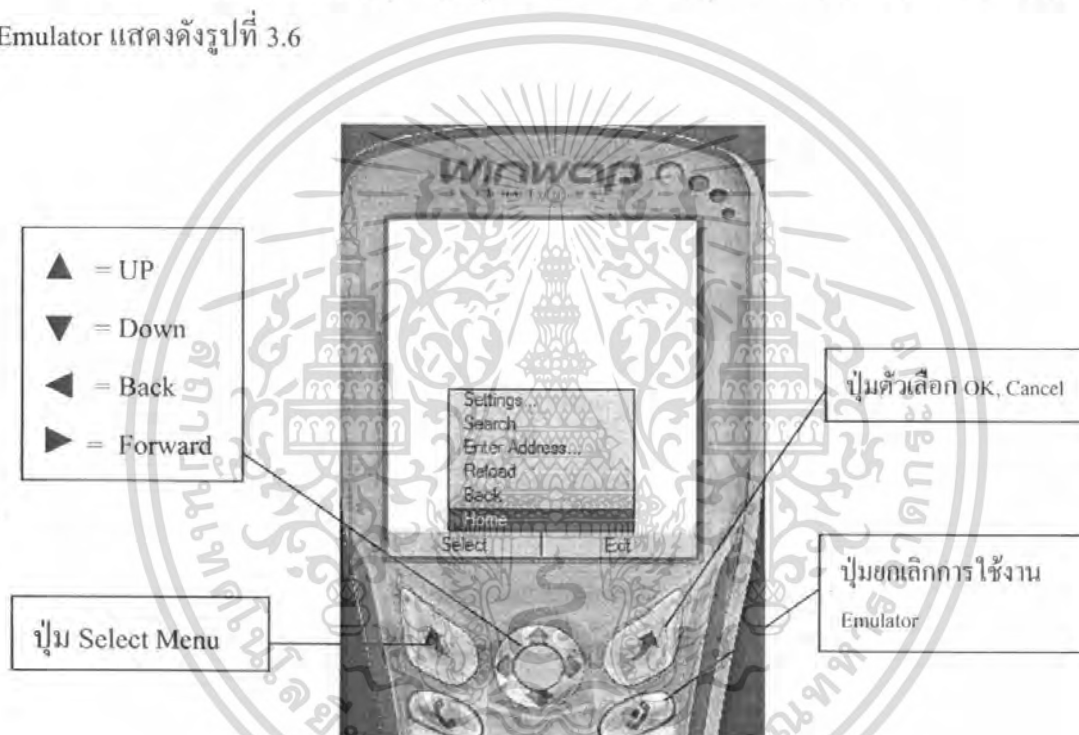 Emulator แสดงดังรูปที่ 3.6
winwap
▲ = UP
▼ = Down
◄ = Back
► = Forward
Settings...
Search
Enter Address...
Reload
Back
Home
Select Exit
ปุ่มตัวเลือก OK, Cancel
ปุ่มยกเลิกการใช้งาน
Emulator
ปุ่ม Select Menu